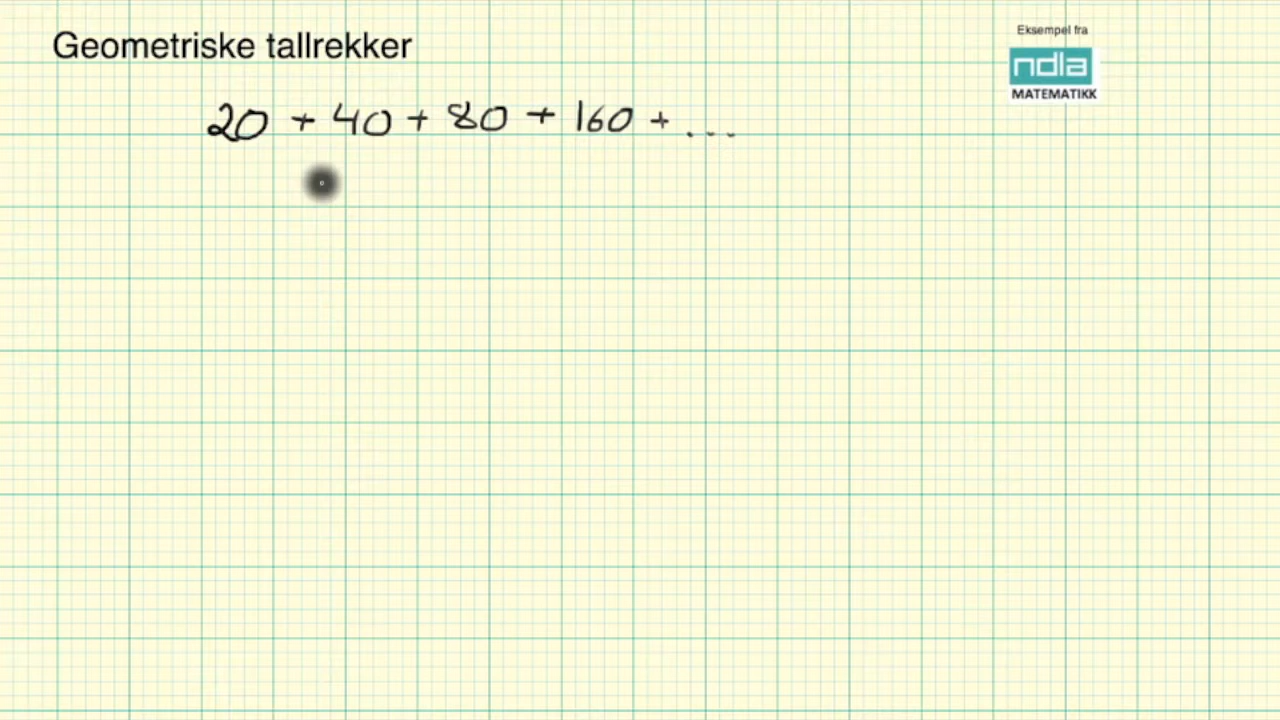 Geometriske tallrekker
Eksempel fra
ndla
MATEMATIKK
20 + 40 + 80 + 160 + ...